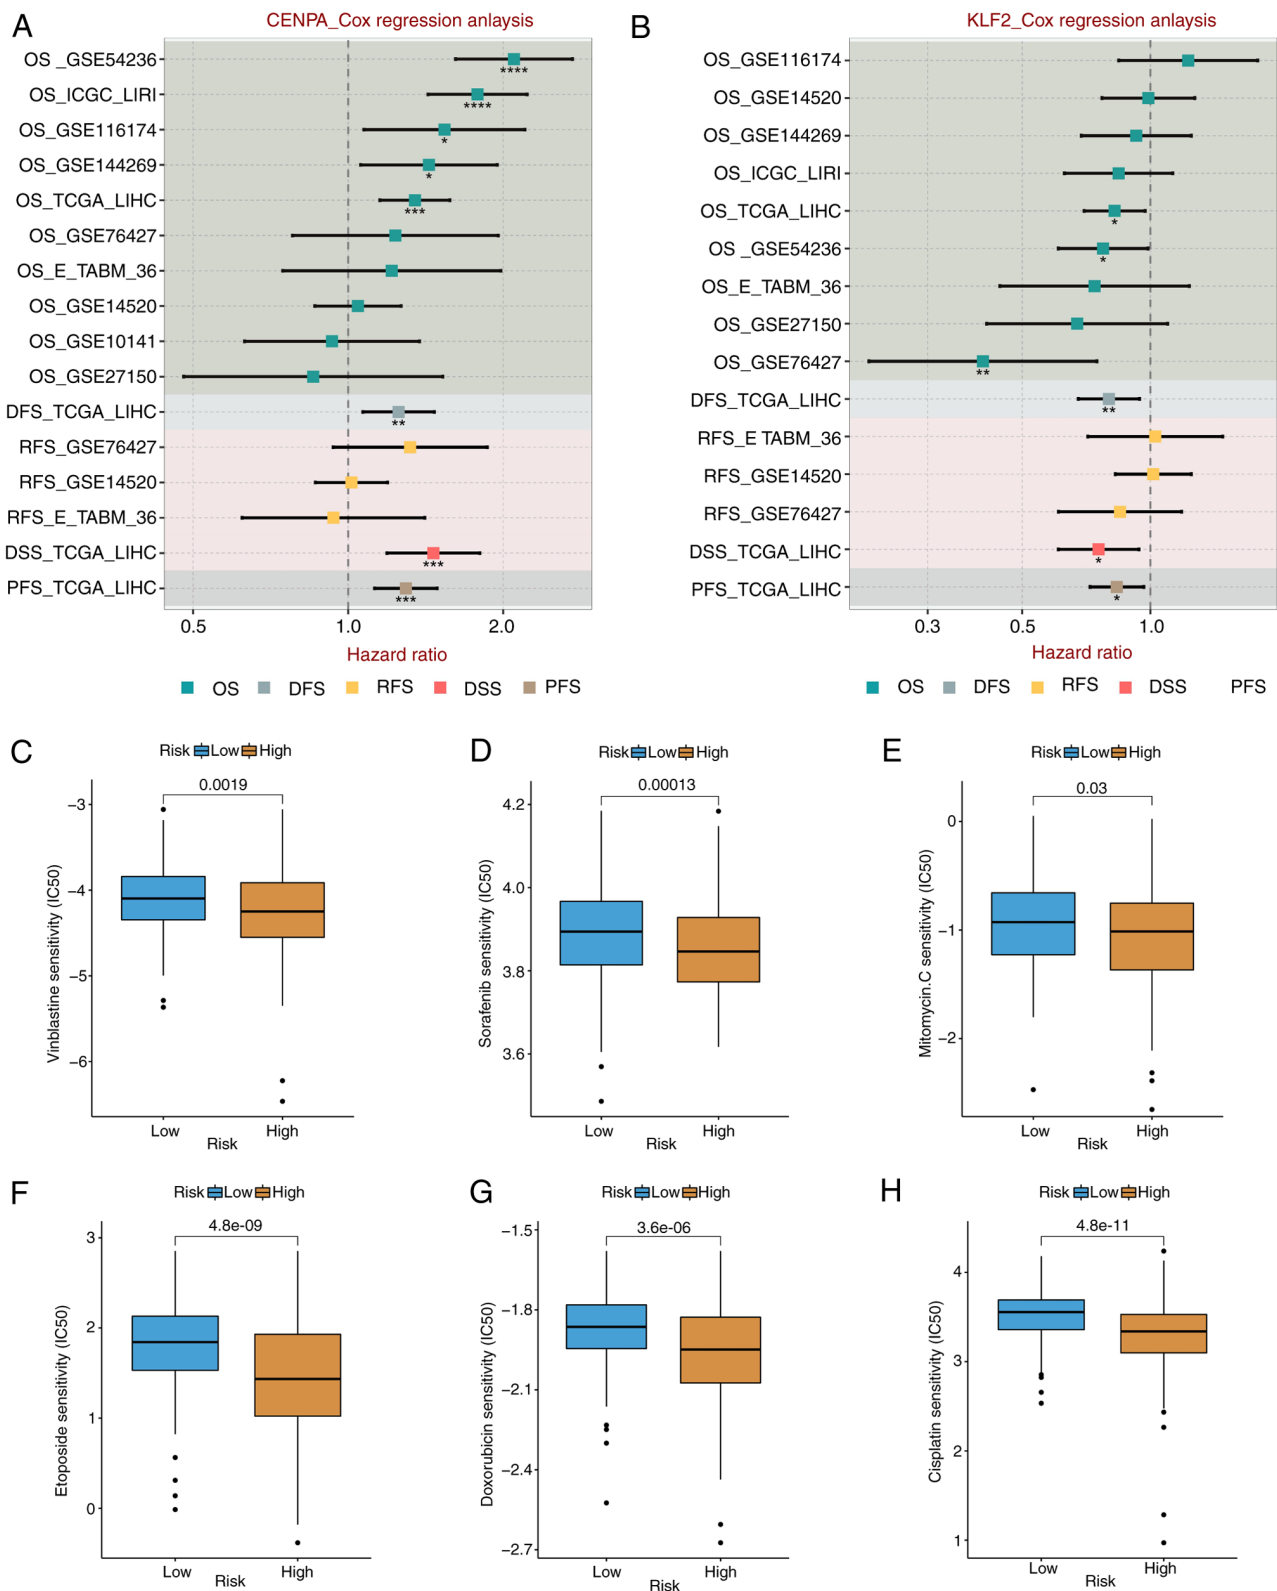 A
CENPA_Cox regression anlaysis
OS _GSE54236
****
OS_ICGC_LIRI
****
OS_GSE116174
*
OS_GSE144269
*
OS_TCGA_LIHC
***
OS_GSE76427
OS_E_TABM_36
OS_GSE14520
OS_GSE10141
OS_GSE27150
DFS_TCGA_LIHC
**
RFS_GSE76427
RFS_GSE14520
RFS_E_TABM_36
DSS_TCGA_LIHC
***
PFS_TCGA_LIHC
***
0.5 1.0 2.0
Hazard ratio
OS DFS RFS DSS PFS
B
KLF2_Cox regression anlaysis
OS_GSE116174
OS_GSE14520
OS_GSE144269
OS_ICGC_LIRI
OS_TCGA_LIHC
*
OS _GSE54236
*
OS_E_TABM_36
OS_GSE27150
OS_GSE76427
**
DFS_TCGA_LIHC
**
RFS_E TABM_36
RFS_GSE14520
RFS_GSE76427
DSS_TCGA_LIHC
*
PFS_TCGA_LIHC
*
0.3 0.5 1.0
Hazard ratio
OS DFS RFS DSS PFS
C
Risk Low High
0.0019
Vinblastine sensitivity (IC50)
−3
−4
−5
−6
Low High
Risk
D
Risk Low High
0.00013
Sorafenib sensitivity (IC50)
4.2
4.0
3.8
3.6
Low High
Risk
E
Risk Low High
0.03
Mitomycin.C sensitivity (IC50)
0
−1
−2
Low High
Risk
F
Risk Low High
4.8e-09
Etoposide sensitivity (IC50)
3
2
1
0
Low High
Risk
G
Risk Low High
3.6e-06
Doxorubicin sensitivity (IC50)
−1.5
−1.8
−2.1
−2.4
−2.7
Low High
Risk
H
Risk Low High
4.8e-11
Cisplatin sensitivity (IC50)
4
3
2
1
Low High
Risk